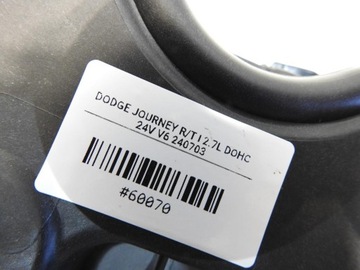 DODGE JOURNEY R/T I 2.7L DOHC
24V V6 240703
#60070